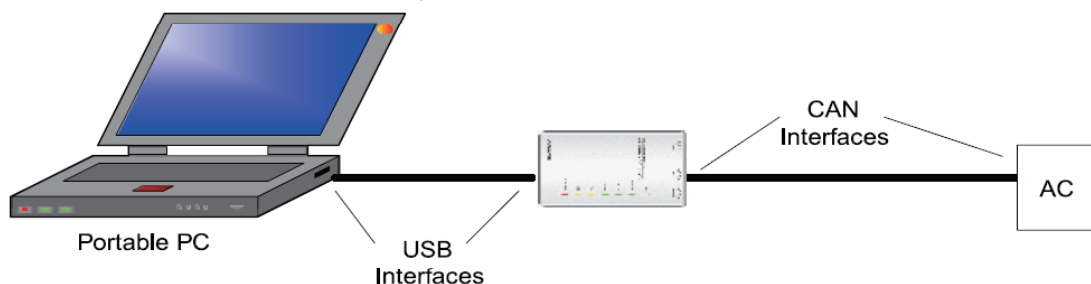 CAN
Interfaces
AC
Portable PC
USB
Interfaces